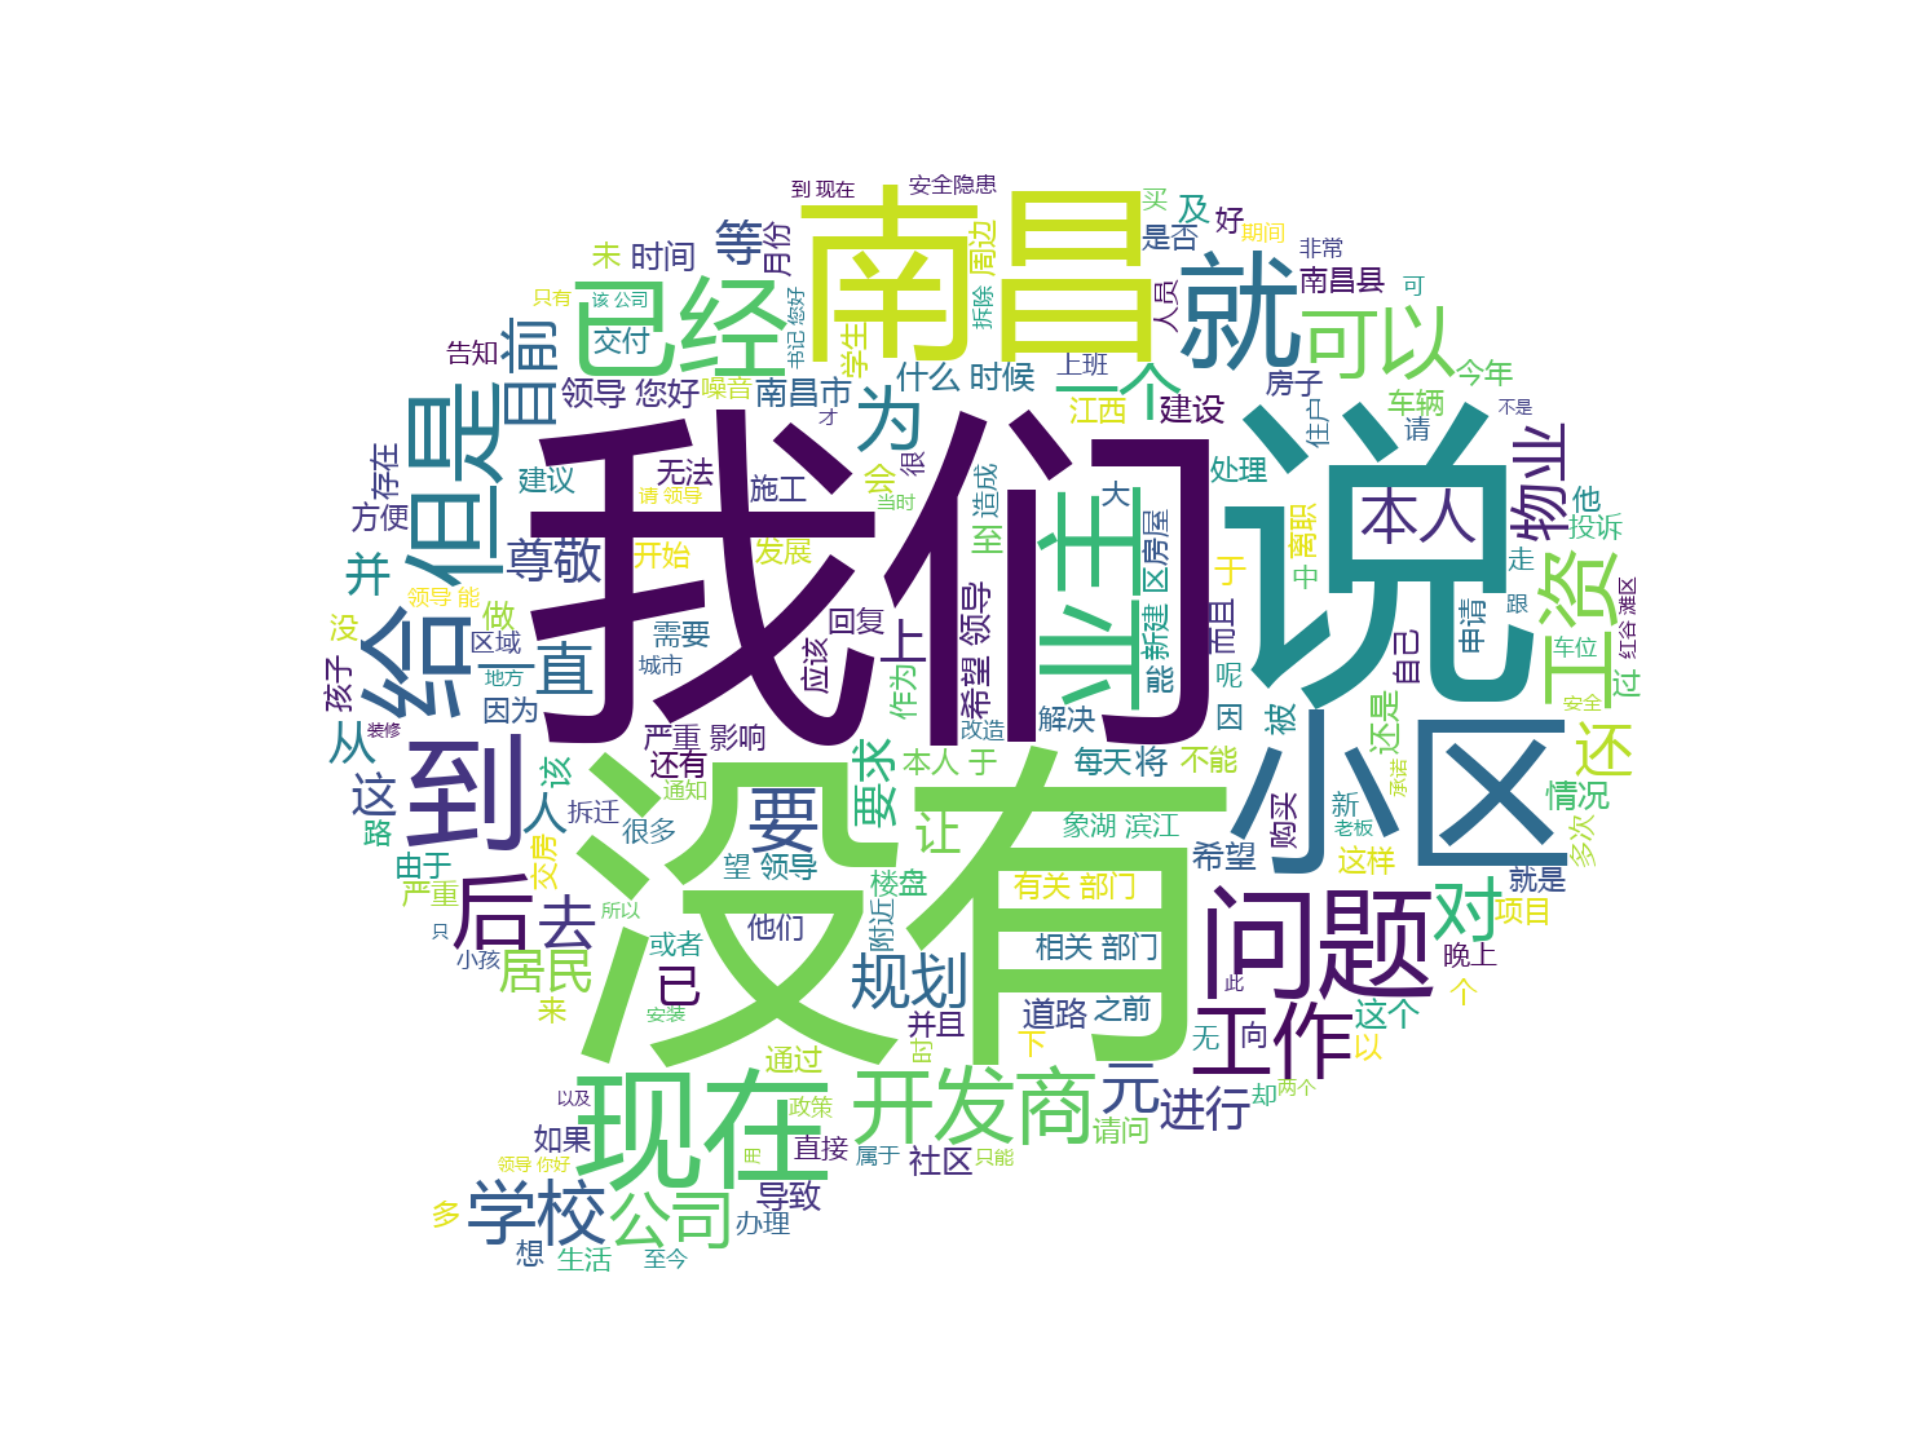 到 现在
安全隐患
买
及
好
期间
非常
等
月份
南昌
周边
是否
就
未
时间
已经
南昌县
可
只有
该 公司
书记 您好
拆除
人员
可以
目前
交付
学生
告知
领导 您好
噪音
南昌市
什么 时候
上班
一个
房子
今年
为
江西
建设
车辆
不是
但是
才
住户
请
我们
说
物业
存在
建议
无法
会
很
处理
请 领导
施工
当时
造成
大
本人
他
方便
投诉
业主
房屋
新建 区
离职
尊敬
开始
发展
至
于
中
走
并
工资
领导 能
做
给
希望 领导
而且
申请
跟
红谷 滩区
没
区域
需要
回复
上
自己
车位
一直
城市
应该
您
呢
过
孩子
地方
作为
安全
因为
因
被
还是
从
装修
严重 影响
改造
解决
小区
到
还有
本人 于
每天
将
不能
还
没有
要求
这
该
通知
承诺
情况
人
拆迁
很多
要
让
象湖 滨江
购买
新
老板
多次
路
由于
交房
望 领导
希望
这样
严重
楼盘
有关 部门
问题
对
就是
后
去
所以
他们
附近
项目
只
小孩
居民
或者
相关 部门
晚上
已
规划
此
个
来
安装
并且
道路
之前
工作
这个
时
下
无
向
以
通过
现在
开发商
元
进行
却
两个
以及
政策
请问
如果
用
直接
属于
社区
只能
领导 你好
学校
公司
导致
多
办理
想
生活
至今